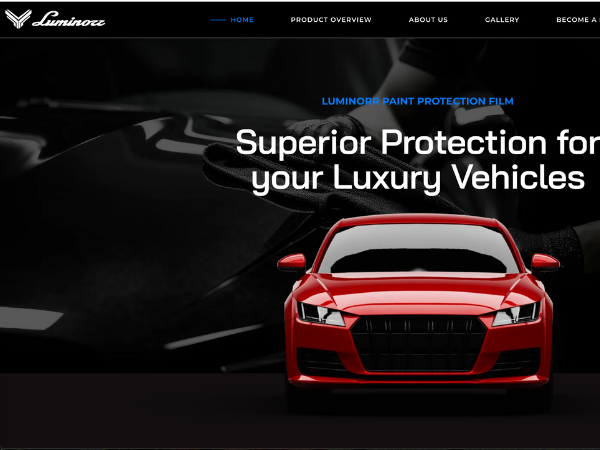 Luminorr
HOME
PRODUCT OVERVIEW
ABOUT US
GALLERY
BECOME A
LUMINORR PAINT PROTECTION FILM
Superior Protection for
your Luxury Vehicles